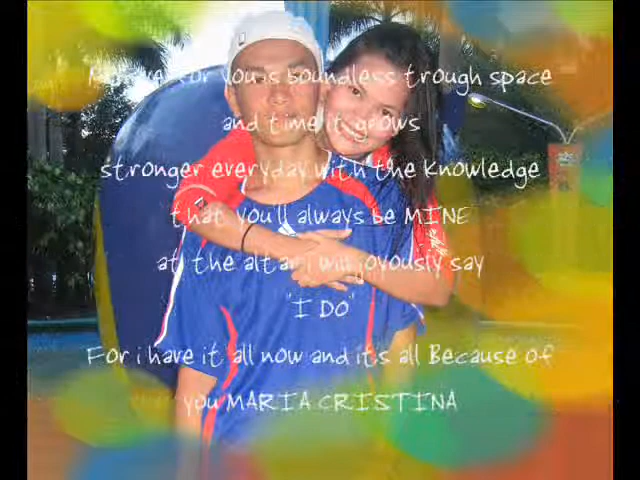 My love for you is boundless trough space
and time it grows
stronger everyday with the knowledge
that you'll always be MINE
at the altar i will joyously say
"I DO"
For i have it all now and it's all Because of
you MARIA CRISTINA